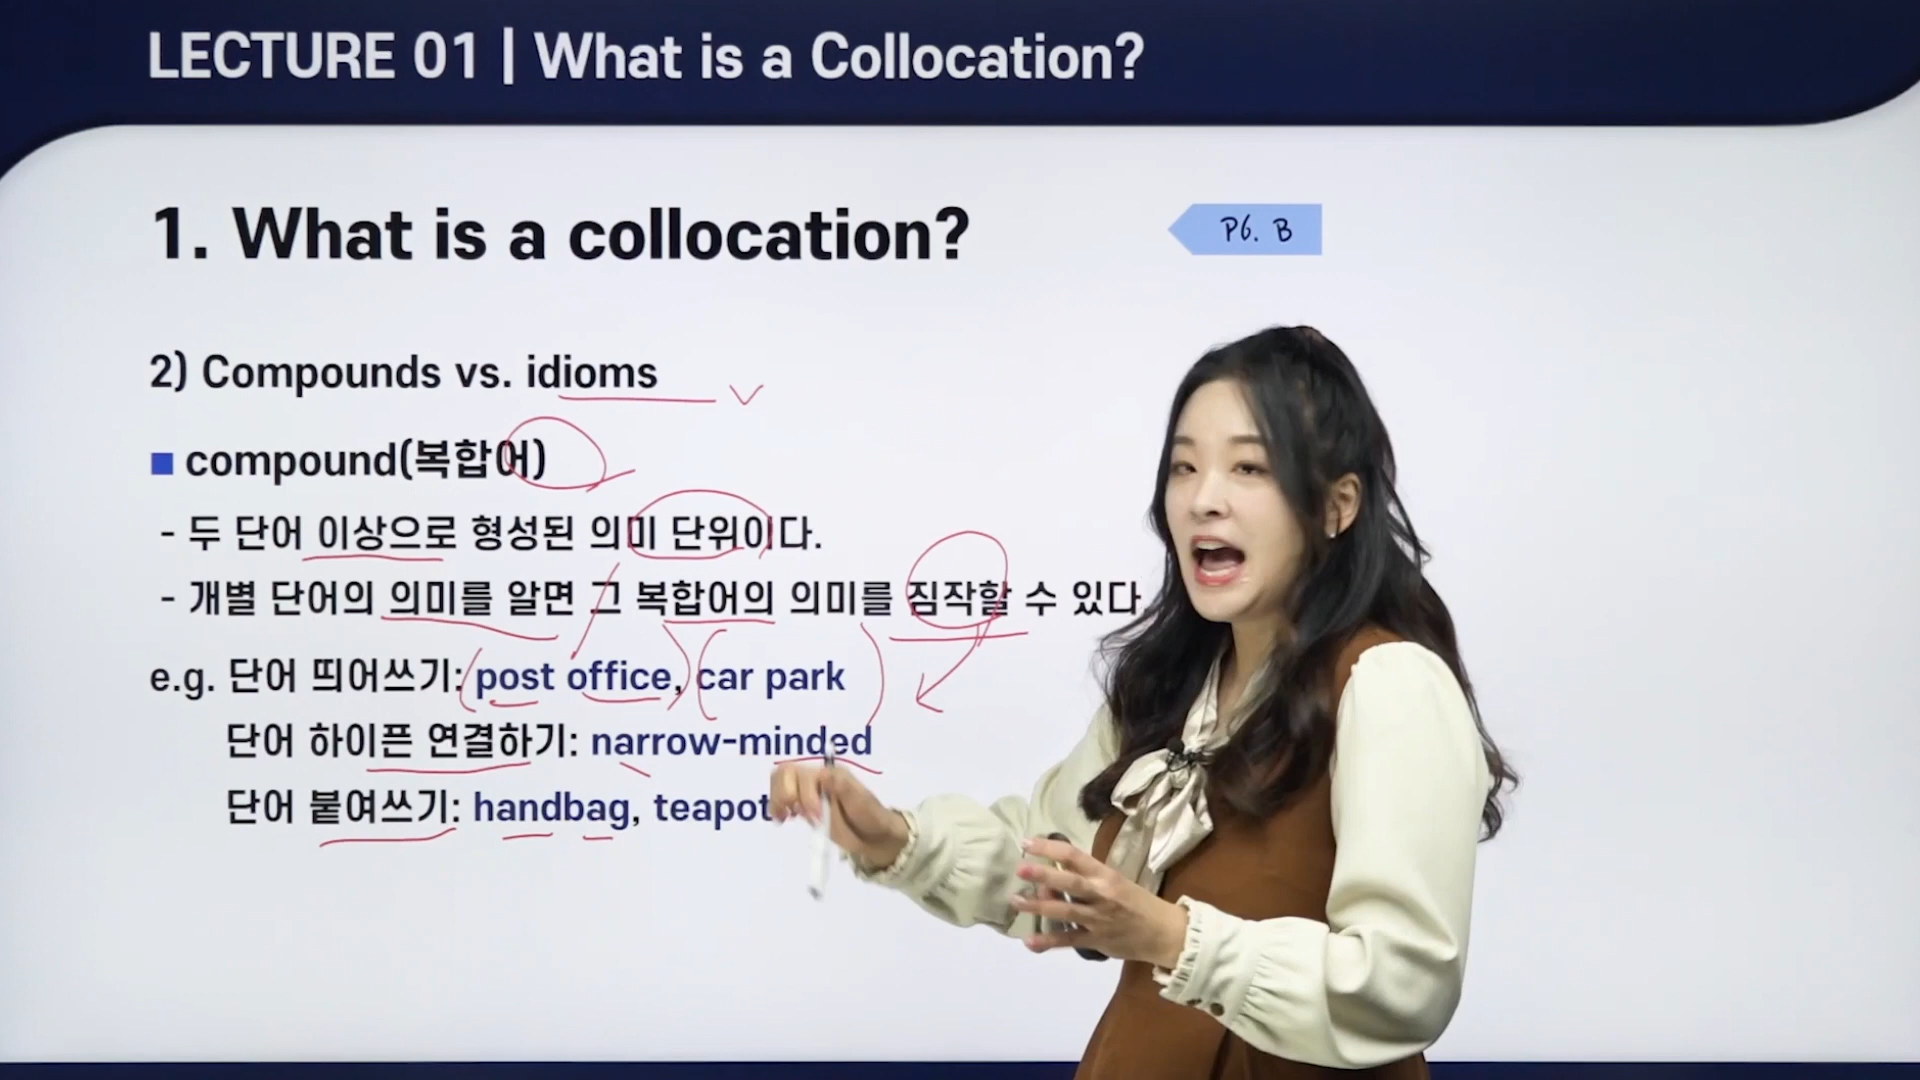 LECTURE 01 | What is a Collocation?
1. What is a collocation?
P6. B
2) Compounds vs. idioms
■ compound(복합어)
- 두 단어 이상으로 형성된 의미 단위이다.
- 개별 단어의 의미를 알면 그 복합어의 의미를 짐작할 수 있다.
e.g. 단어 띄어쓰기: post office, car park
단어 하이픈 연결하기: narrow-minded
단어 붙여쓰기: handbag, teapot